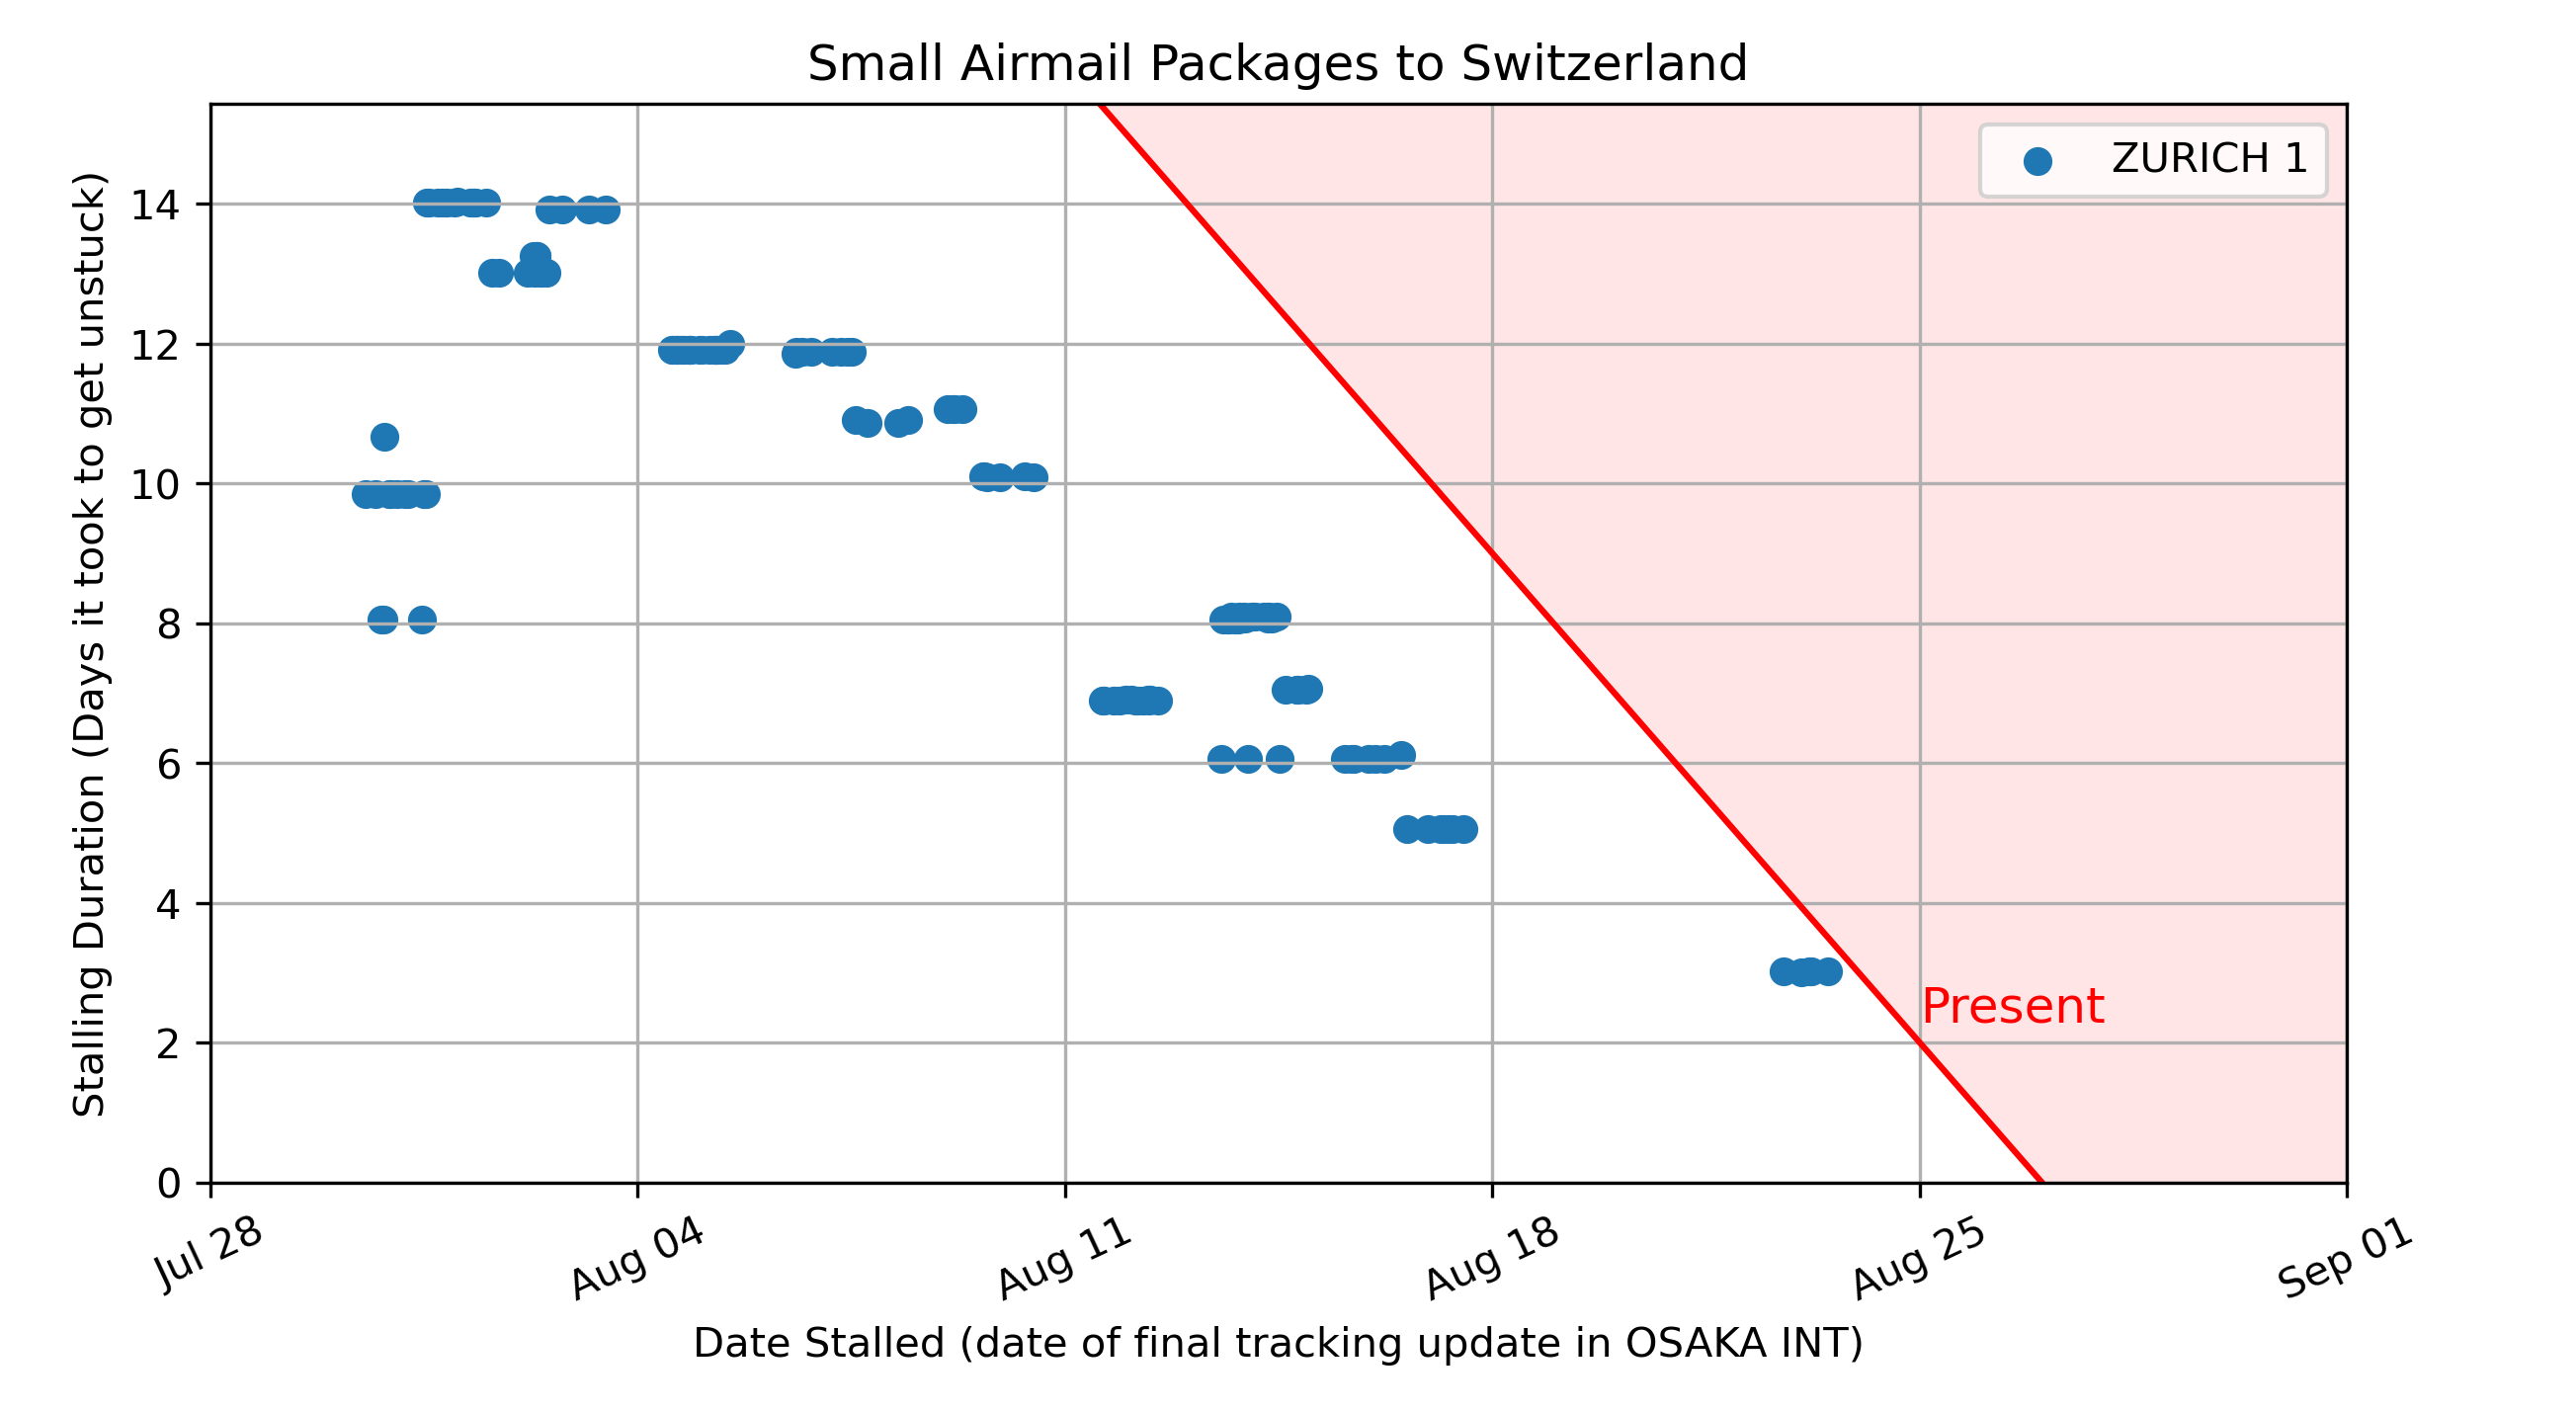 Small Airmail Packages to Switzerland
ZURICH 1
Stalling Duration (Days it took to get unstuck)
14
12
10
8
6
4
2
0
Present
Jul 28
Aug 04
Aug 11
Aug 18
Aug 25
Sep 01
Date Stalled (date of final tracking update in OSAKA INT)